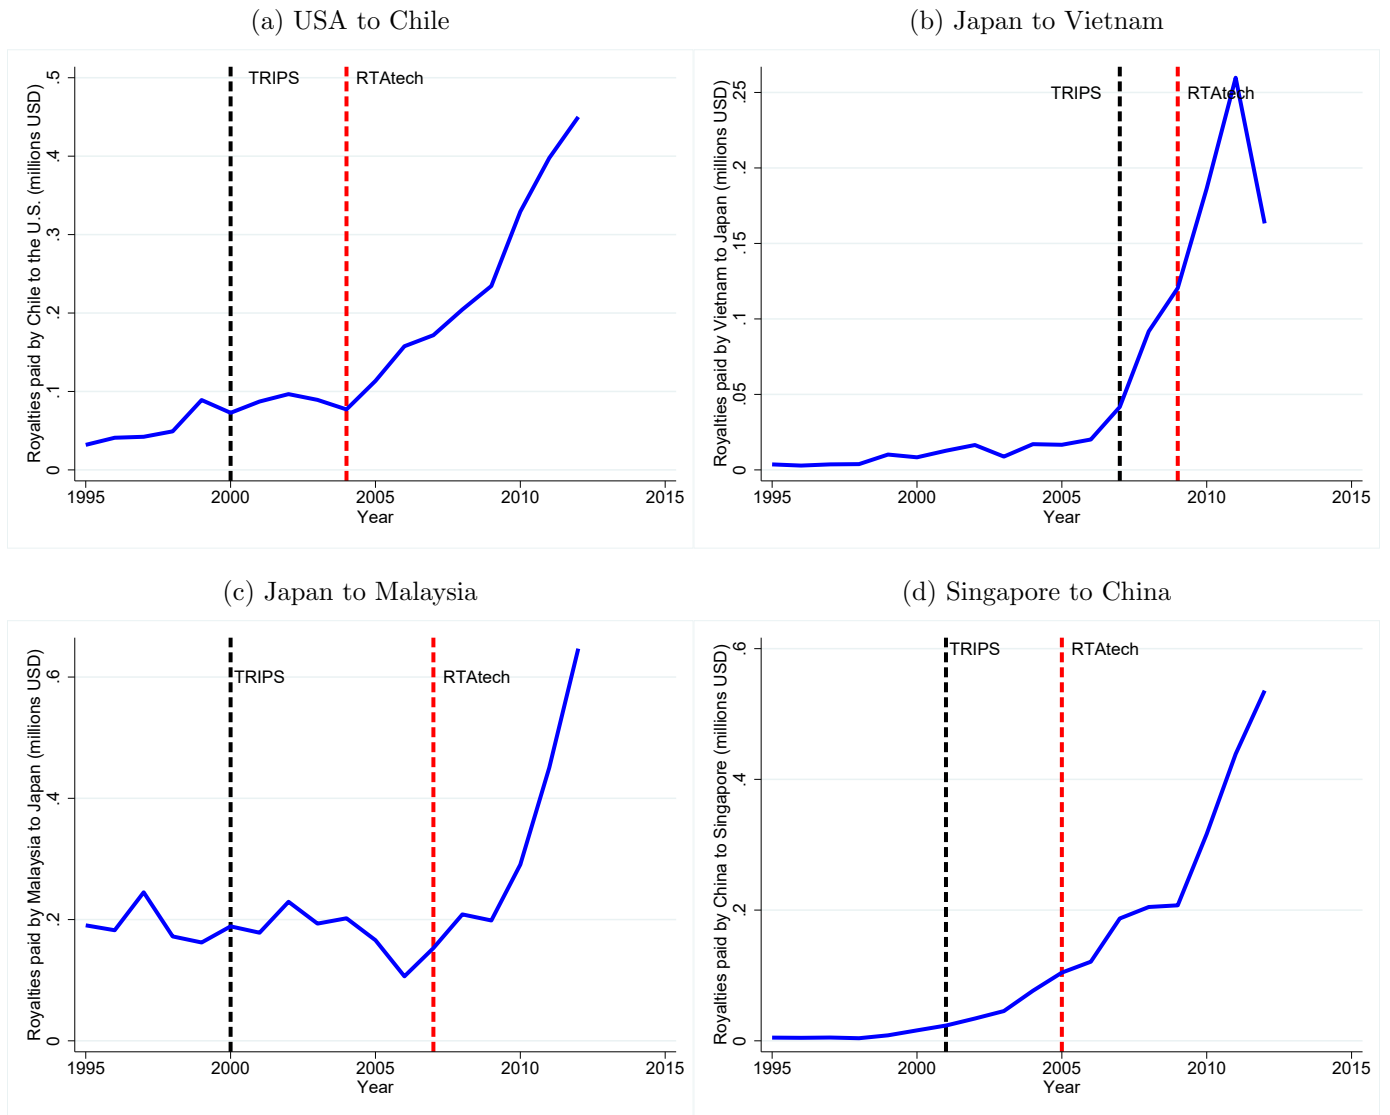 (a) USA to Chile
Royalties paid by Chile to the U.S. (millions USD)
.5
.4
.3
.2
.1
0
TRIPS
RTAtech
1995
2000
2005
2010
2015
Year
(b) Japan to Vietnam
Royalties paid by Vietnam to Japan (millions USD)
.25
.2
.15
.1
.05
0
TRIPS
RTAtech
1995
2000
2005
2010
2015
Year
(c) Japan to Malaysia
Royalties paid by Malaysia to Japan (millions USD)
.6
.4
.2
0
TRIPS
RTAtech
1995
2000
2005
2010
2015
Year
(d) Singapore to China
Royalties paid by China to Singapore (millions USD)
.6
.4
.2
0
TRIPS
RTAtech
1995
2000
2005
2010
2015
Year